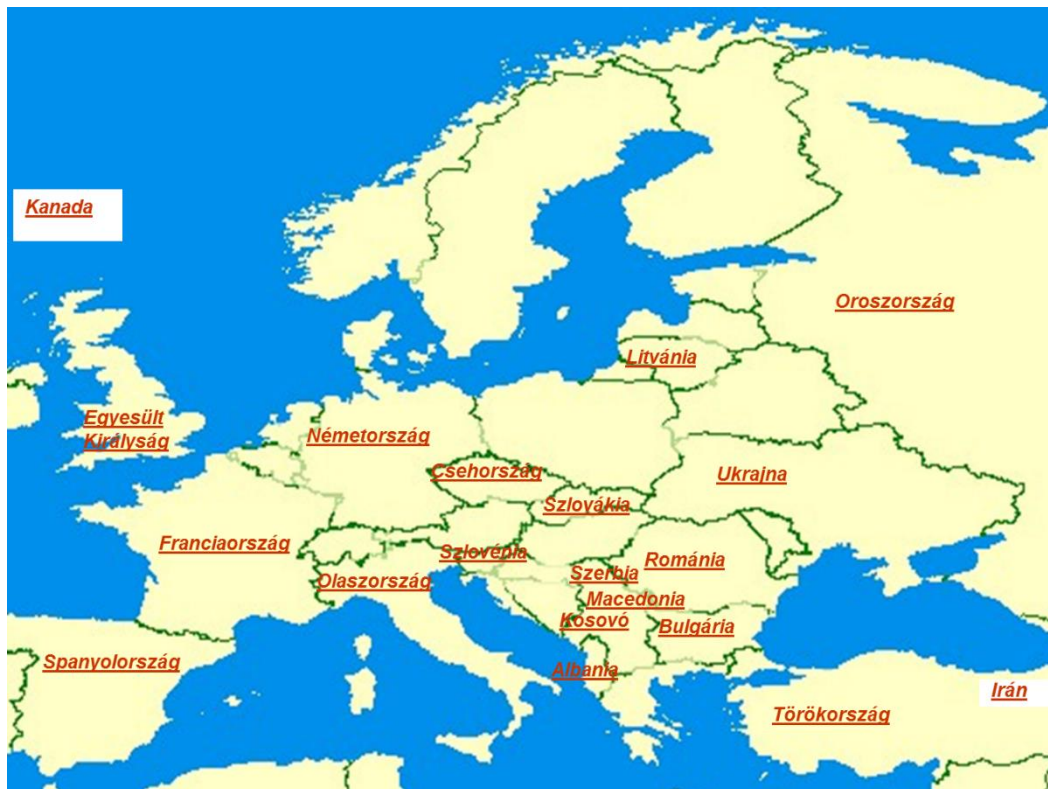 Kanada
Oroszország
Litvánia
Egyesült
Királyság
Németország
Csehország
Ukrajna
Szlovákia
Franciaország
Szlovénia
Románia
Olaszország
Szerbia
Macedonia
Kosovó
Bulgária
Spanyolország
Albania
Irán
Törökország